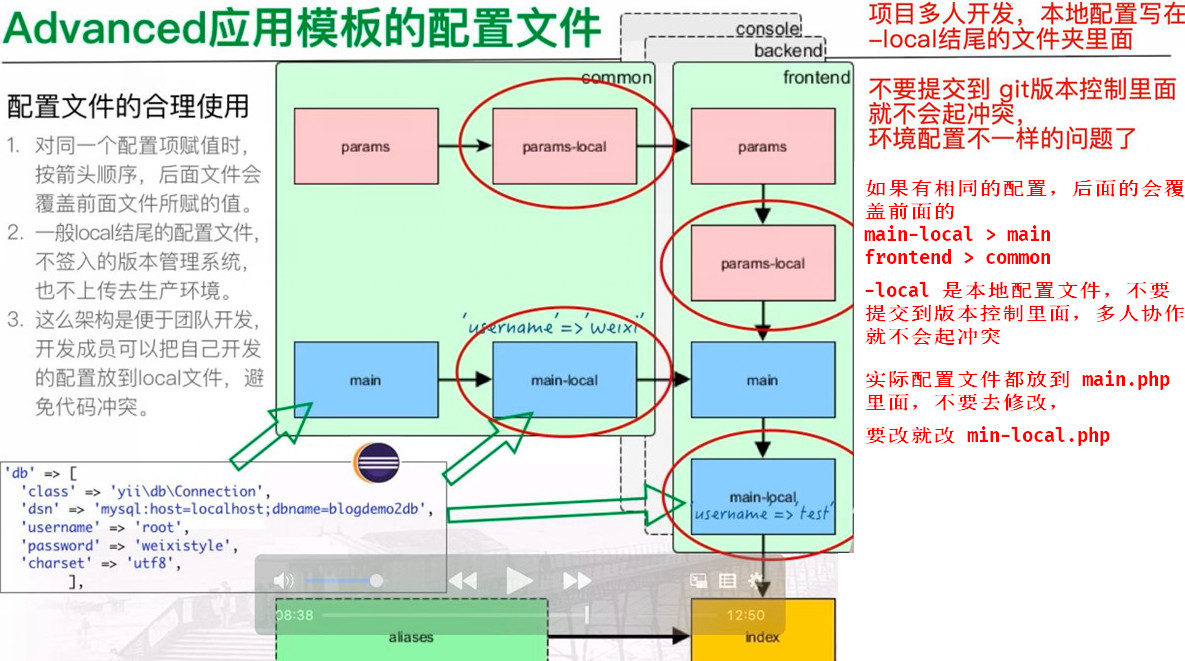 Advanced应用模板的配置文件
配置文件的合理使用
1. 对同一个配置项赋值时,
按箭头顺序，后面文件会
覆盖前面文件所赋的值。
2. 一般local结尾的配置文件,
不签入的版本管理系统,
也不上传去生产环境。
3. 这么架构是便于团队开发,
开发成员可以把自己开发
的配置放到local文件，避
免代码冲突。
console
backend
common
frontend
params
params-local
params
params-local
'username'=>'weixi'
main
main-local
main
main-local
'username'=>'test'
'db' => [
'class' => 'yii\db\Connection',
'dsn' => 'mysql:host=localhost;dbname=blogdemo2db',
'username' => 'root',
'password' => 'weixistyle',
'charset' => 'utf8',
],
08:38
12:50
aliases
index
项目多人开发，本地配置写在
-local结尾的文件夹里面
不要提交到 git版本控制里面
就不会起冲突,
环境配置不一样的问题了
如果有相同的配置，后面的会覆
盖前面的
main-local > main
frontend > common
-local 是本地配置文件，不要
提交到版本控制里面，多人协作
就不会起冲突
实际配置文件都放到 main.php
里面，不要去修改，
要改就改 min-local.php